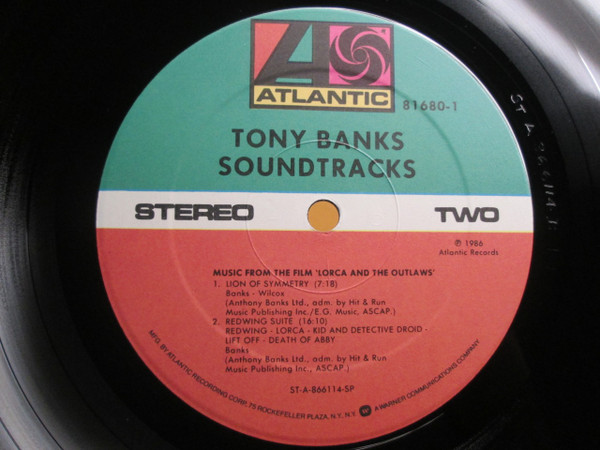 ATLANTIC
81680-1
TONY BANKS
SOUNDTRACKS
STEREO
TWO
℗ 1986
Atlantic Records
MUSIC FROM THE FILM 'LORCA AND THE OUTLAWS'
1. LION OF SYMMETRY (7:18)
Banks - Wilcox
(Anthony Banks Ltd., adm. by Hit & Run
Music Publishing Inc./E.G. Music, ASCAP.)
2. REDWING SUITE (16:10)
REDWING - LORCA - KID AND DETECTIVE DROID -
LIFT OFF - DEATH OF ABBY
Banks
(Anthony Banks Ltd., adm. by Hit & Run
Music Publishing Inc., ASCAP.)
ST-A-866114-SP
MFG. BY ATLANTIC RECORDING CORP. 75 ROCKEFELLER PLAZA, N.Y. N.Y. A WARNER COMMUNICATIONS COMPANY